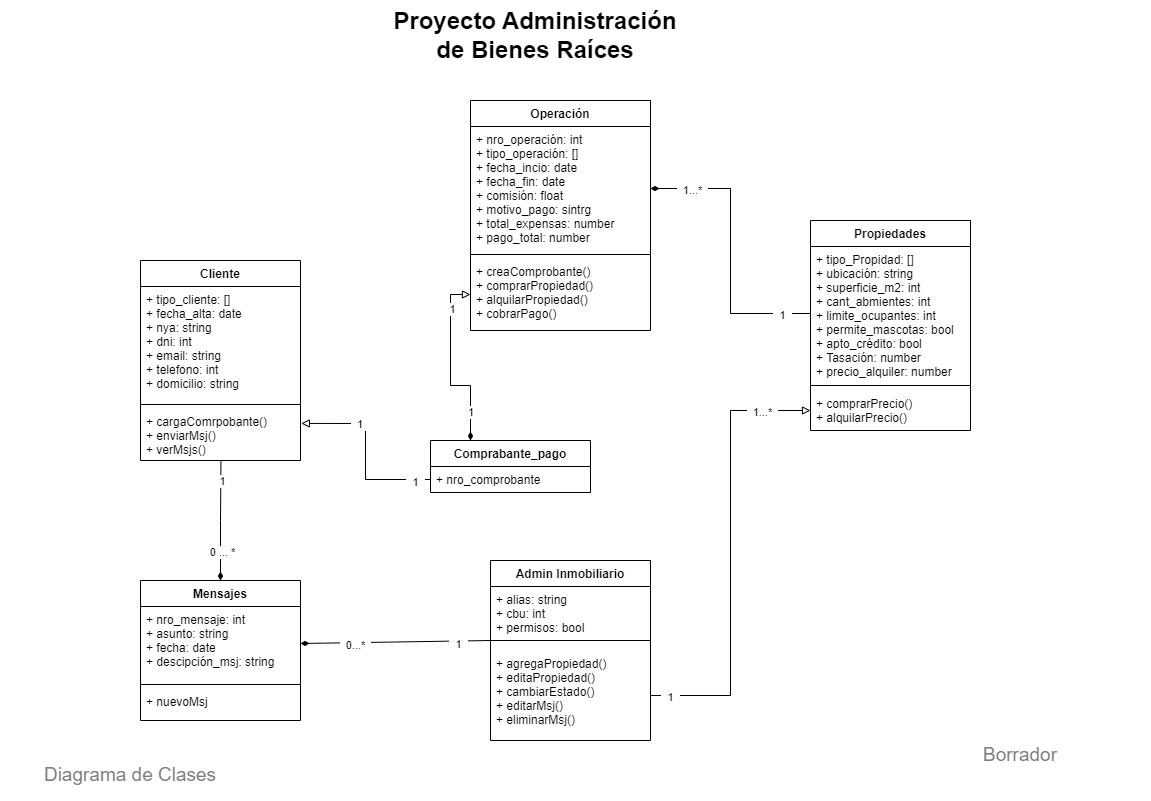 Proyecto Administración
de Bienes Raíces
Operación
+ nro_operación: int
+ tipo_operación: []
+ fecha_incio: date
+ fecha_fin: date
+ comisión: float
+ motivo_pago: sintrg
+ total_expensas: number
+ pago_total: number
+ creaComprobante()
+ comprarPropiedad()
+ alquilarPropiedad()
+ cobrarPago()
1...*
1
Propiedades
+ tipo_Propidad: []
+ ubicación: string
+ superficie_m2: int
+ cant_abmientes: int
+ limite_ocupantes: int
+ permite_mascotas: bool
+ apto_crédito: bool
+ Tasación: number
+ precio_alquiler: number
+ comprarPrecio()
+ alquilarPrecio()
Cliente
+ tipo_cliente: []
+ fecha_alta: date
+ nya: string
+ dni: int
+ email: string
+ telefono: int
+ domicilio: string
+ cargaComrpobante()
+ enviarMsj()
+ verMsjs()
1
1
1
1
Comprabante_pago
+ nro_comprobante
1...*
1
0 ... *
Mensajes
+ nro_mensaje: int
+ asunto: string
+ fecha: date
+ descipción_msj: string
+ nuevoMsj
0...*
1
Admin Inmobiliario
+ alias: string
+ cbu: int
+ permisos: bool
+ agregaPropiedad()
+ editaPropiedad()
+ cambiarEstado()
+ editarMsj()
+ eliminarMsj()
1
Borrador
Diagrama de Clases